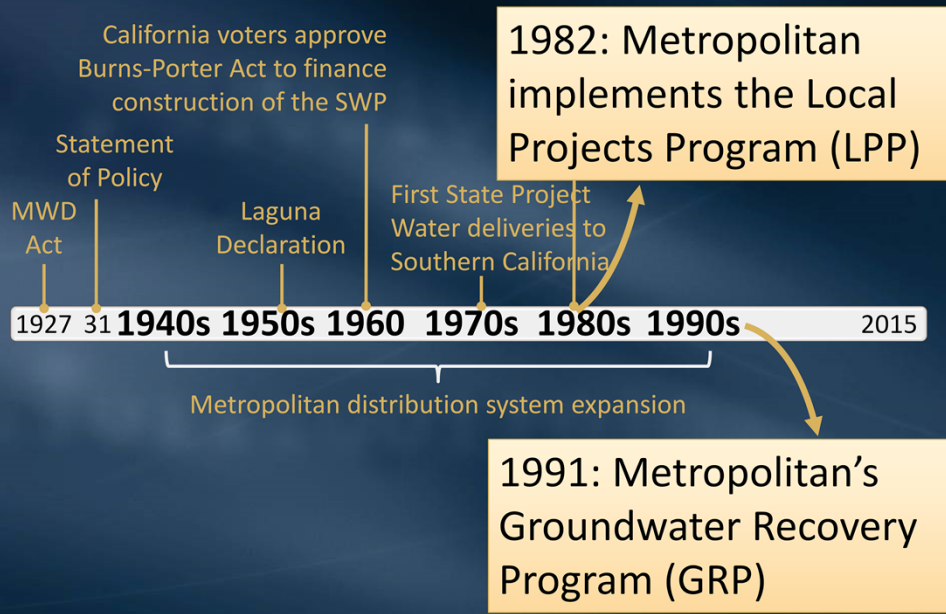 California voters approve
Burns-Porter Act to finance
construction of the SWP
1982: Metropolitan
implements the Local
Projects Program (LPP)
Statement
of Policy
MWD
Act
Laguna
Declaration
First State Project
Water deliveries to
Southern California
1927 31 1940s 1950s 1960 1970s 1980s 1990s 2015
Metropolitan distribution system expansion
1991: Metropolitan’s
Groundwater Recovery
Program (GRP)